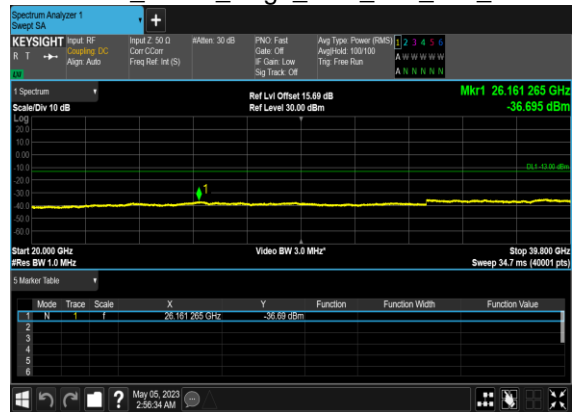 Spectrum Analyzer 1
Swept SA
+
KEYSIGHT Input: RF Input Z: 50 Ω #Atten: 30 dB PNO: Fast Avg Type: Power (RMS) 1 2 3 4 5 6
R T Coupling: DC Corr CCorr Gate: Off Avg|Hold: 100/100 A W W W W W
Align: Auto Freq Ref: Int (S) IF Gain: Low Trig: Free Run
LW Sig Track: Off A N N N N N
1 Spectrum Ref Lvl Offset 15.69 dB Mkr1 26.161 265 GHz
Scale/Div 10 dB Ref Level 30.00 dBm -36.695 dBm
Log
20.0
10.0
0.00
-10.0 DL1 -13.00 dBm
-20.0
-30.0 1
-40.0
-50.0
-60.0
Start 20.000 GHz Video BW 3.0 MHz* Stop 39.800 GHz
#Res BW 1.0 MHz Sweep 34.7 ms (40001 pts)
5 Marker Table
Mode Trace Scale X Y Function Function Width Function Value
1 N 1 f 26.161 265 GHz -36.69 dBm
2
3
4
5
6
? May 05, 2023
2:56:34 AM